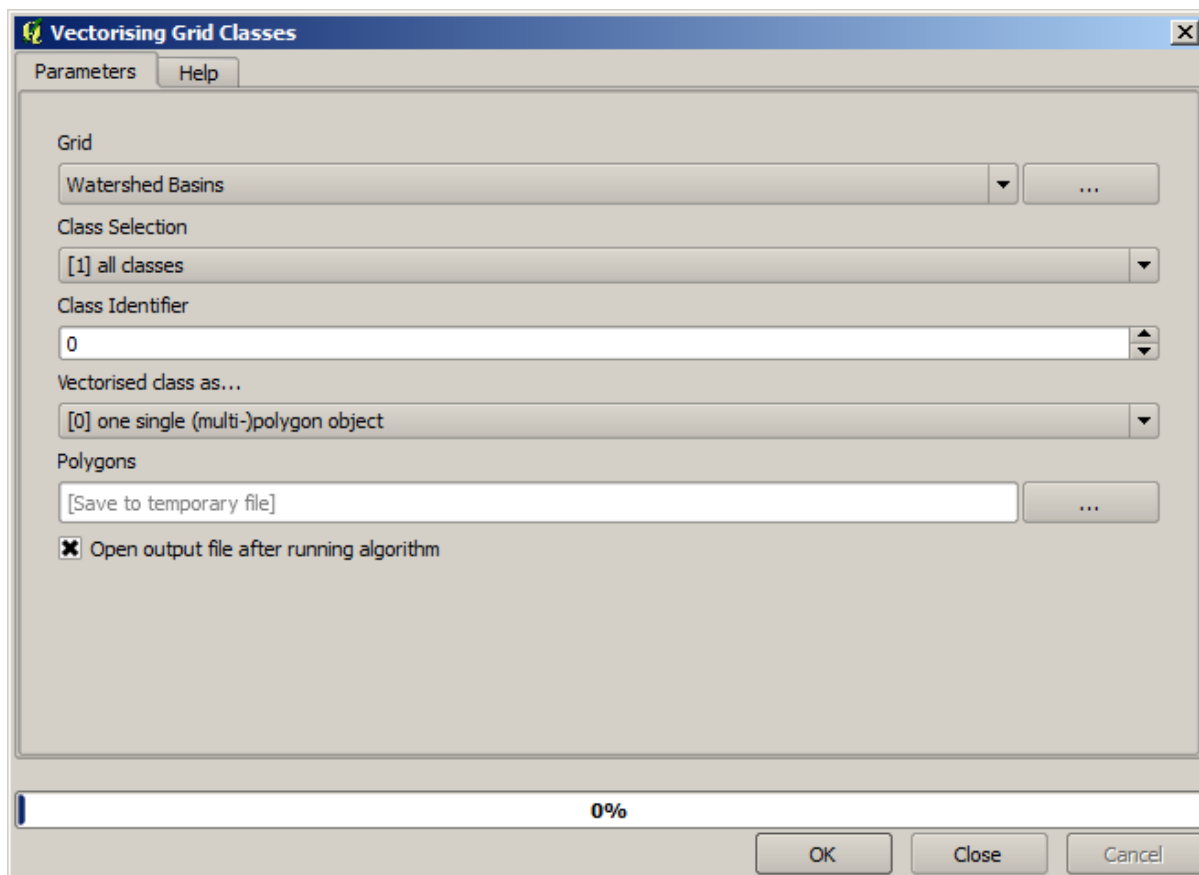 Vectorising Grid Classes
Parameters Help
Grid
Watershed Basins ...
Class Selection
[1] all classes
Class Identifier
0
Vectorised class as...
[0] one single (multi-)polygon object
Polygons
[Save to temporary file] ...
Open output file after running algorithm
0%
OK Close Cancel